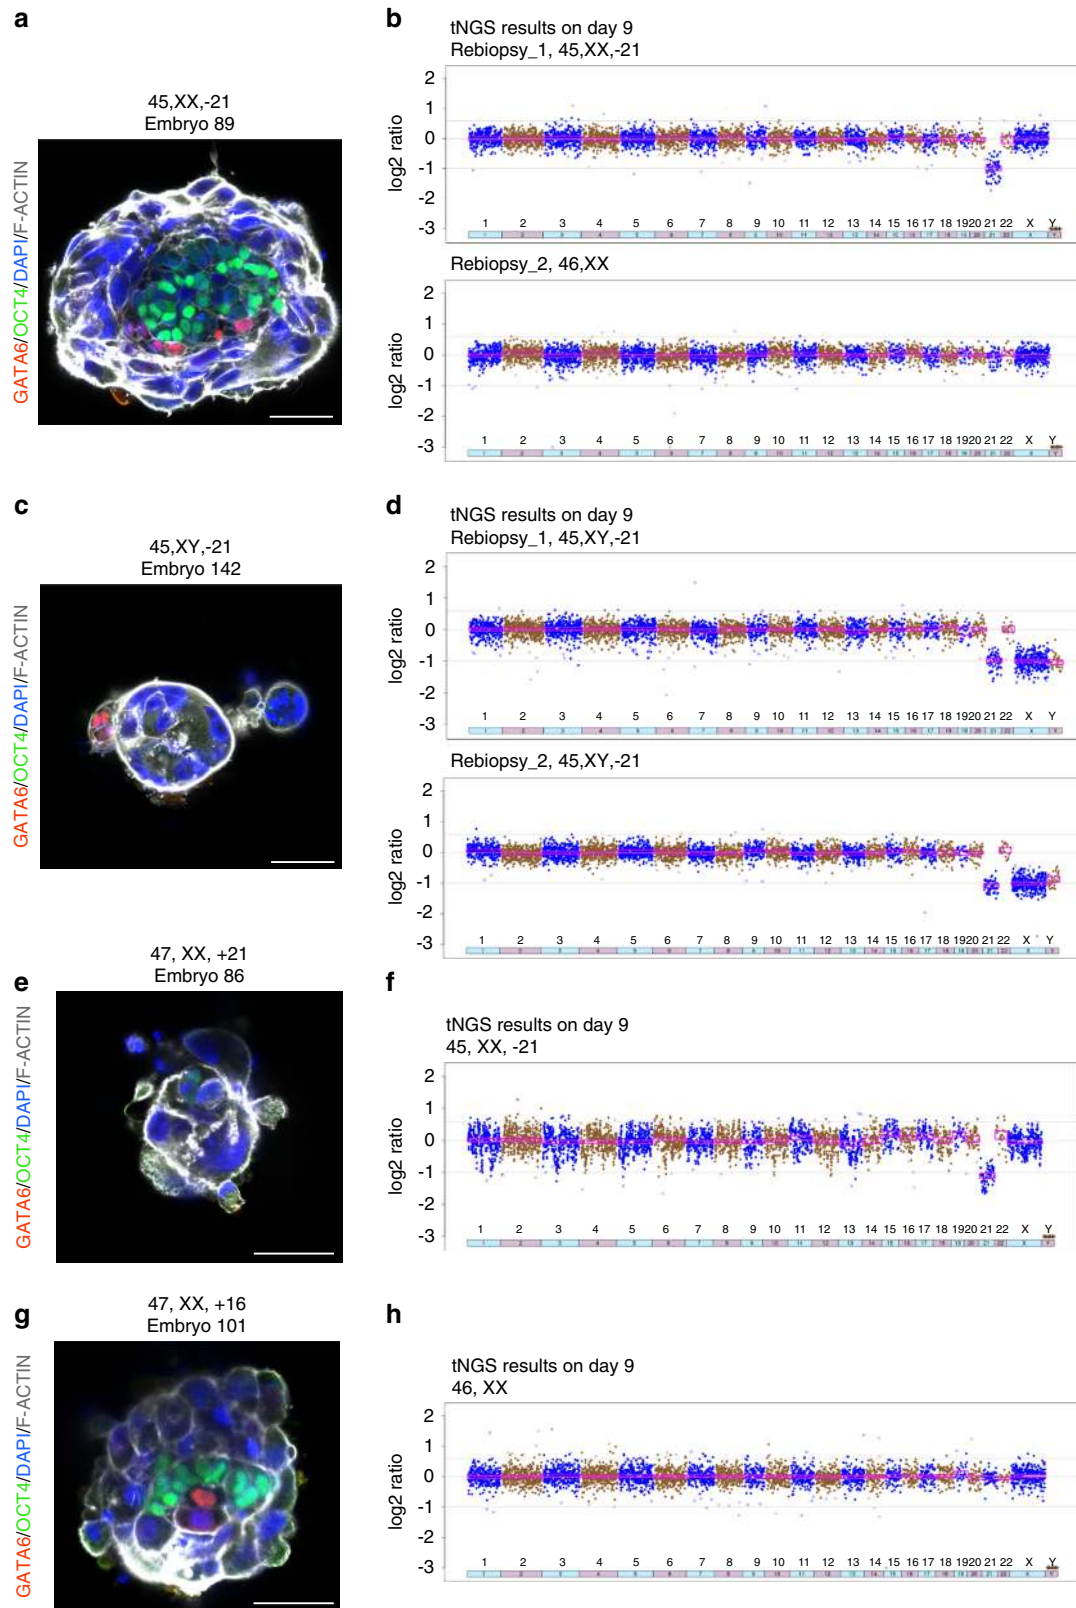 a
45,XX,-21
Embryo 89
GATA6/OCT4/DAPI/F-ACTIN
b
tNGS results on day 9
Rebiopsy_1, 45,XX,-21
log2 ratio
2
1
0
-1
-2
-3
1 2 3 4 5 6 7 8 9 10 11 12 13 14 15 16 17 18 19 20 21 22 X Y
Rebiopsy_2, 46,XX
log2 ratio
2
1
0
-1
-2
-3
1 2 3 4 5 6 7 8 9 10 11 12 13 14 15 16 17 18 19 20 21 22 X Y
c
45,XY,-21
Embryo 142
GATA6/OCT4/DAPI/F-ACTIN
d
tNGS results on day 9
Rebiopsy_1, 45,XY,-21
log2 ratio
2
1
0
-1
-2
-3
1 2 3 4 5 6 7 8 9 10 11 12 13 14 15 16 17 18 19 20 21 22 X Y
Rebiopsy_2, 45,XY,-21
log2 ratio
2
1
0
-1
-2
-3
1 2 3 4 5 6 7 8 9 10 11 12 13 14 15 16 17 18 19 20 21 22 X Y
e
47, XX, +21
Embryo 86
GATA6/OCT4/DAPI/F-ACTIN
f
tNGS results on day 9
45, XX, -21
log2 ratio
2
1
0
-1
-2
-3
1 2 3 4 5 6 7 8 9 10 11 12 13 14 15 16 17 18 19 20 21 22 X Y
g
47, XX, +16
Embryo 101
GATA6/OCT4/DAPI/F-ACTIN
h
tNGS results on day 9
46, XX
log2 ratio
2
1
0
-1
-2
-3
1 2 3 4 5 6 7 8 9 10 11 12 13 14 15 16 17 18 19 20 21 22 X Y